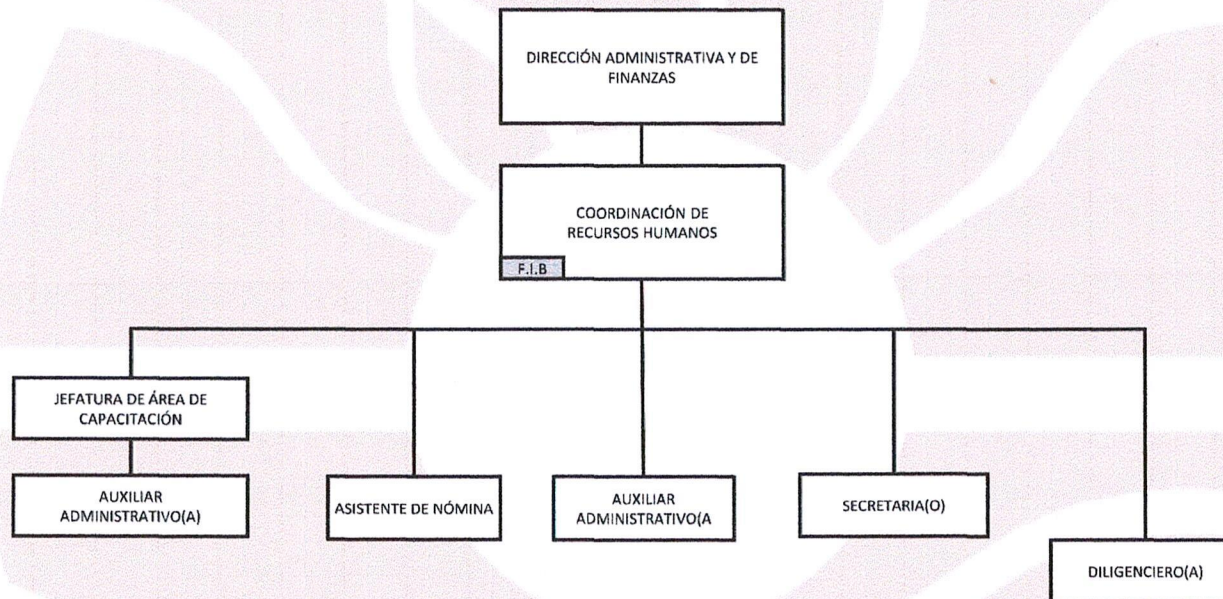 DIRECCIÓN ADMINISTRATIVA Y DE
FINANZAS
COORDINACIÓN DE
RECURSOS HUMANOS
F.I.B
JEFATURA DE ÁREA DE
CAPACITACIÓN
AUXILIAR
ADMINISTRATIVO(A)
ASISTENTE DE NÓMINA
AUXILIAR
ADMINISTRATIVO(A
SECRETARIA(O)
DILIGENCIERO(A)